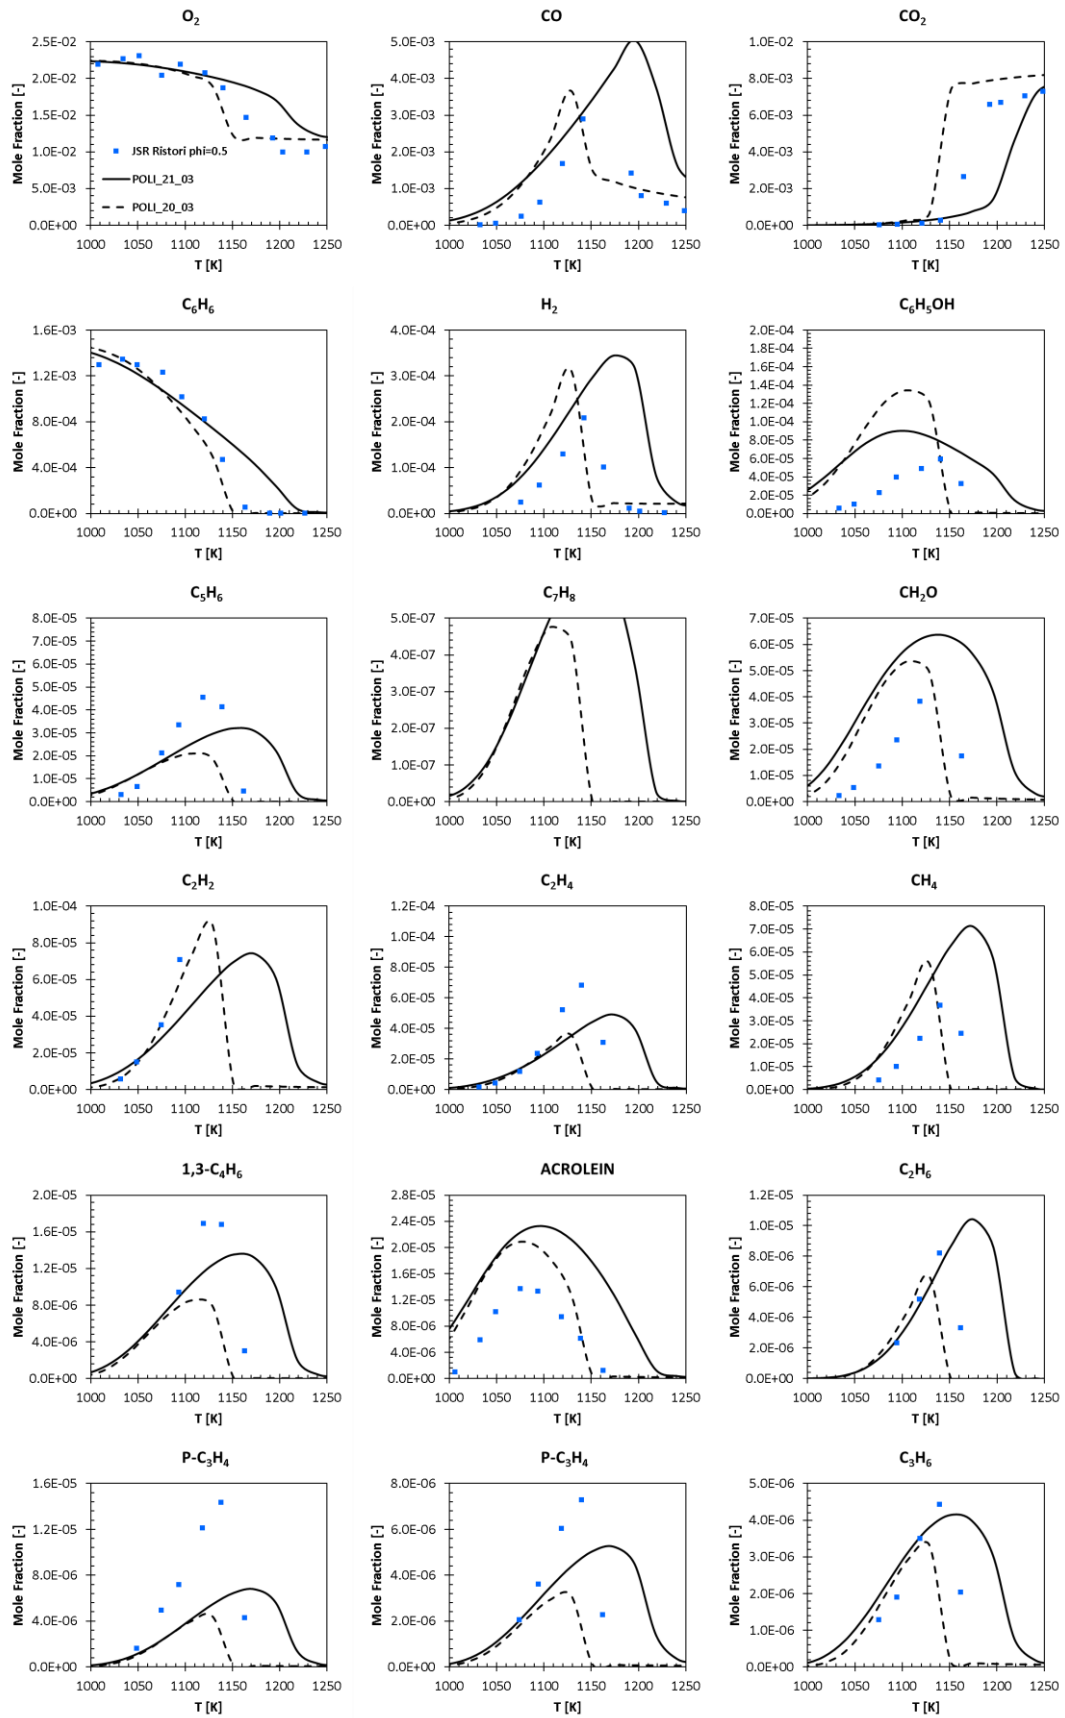 O₂
Mole Fraction [-]
2.5E-02
2.0E-02
1.5E-02
1.0E-02
5.0E-03
0.0E+00
JSR Ristori phi=0.5
POLI_21_03
POLI_20_03
1000 1050 1100 1150 1200 1250
T [K]
CO
Mole Fraction [-]
5.0E-03
4.0E-03
3.0E-03
2.0E-03
1.0E-03
0.0E+00
1000 1050 1100 1150 1200 1250
T [K]
CO₂
Mole Fraction [-]
1.0E-02
8.0E-03
6.0E-03
4.0E-03
2.0E-03
0.0E+00
1000 1050 1100 1150 1200 1250
T [K]
C₆H₆
Mole Fraction [-]
1.6E-03
1.2E-03
8.0E-04
4.0E-04
0.0E+00
1000 1050 1100 1150 1200 1250
T [K]
H₂
Mole Fraction [-]
4.0E-04
3.0E-04
2.0E-04
1.0E-04
0.0E+00
1000 1050 1100 1150 1200 1250
T [K]
C₆H₅OH
Mole Fraction [-]
2.0E-04
1.8E-04
1.6E-04
1.4E-04
1.2E-04
1.0E-04
8.0E-05
6.0E-05
4.0E-05
2.0E-05
0.0E+00
1000 1050 1100 1150 1200 1250
T [K]
C₅H₆
Mole Fraction [-]
8.0E-05
7.0E-05
6.0E-05
5.0E-05
4.0E-05
3.0E-05
2.0E-05
1.0E-05
0.0E+00
1000 1050 1100 1150 1200 1250
T [K]
C₇H₈
Mole Fraction [-]
5.0E-07
4.0E-07
3.0E-07
2.0E-07
1.0E-07
0.0E+00
1000 1050 1100 1150 1200 1250
T [K]
CH₂O
Mole Fraction [-]
7.0E-05
6.0E-05
5.0E-05
4.0E-05
3.0E-05
2.0E-05
1.0E-05
0.0E+00
1000 1050 1100 1150 1200 1250
T [K]
C₂H₂
Mole Fraction [-]
1.0E-04
8.0E-05
6.0E-05
4.0E-05
2.0E-05
0.0E+00
1000 1050 1100 1150 1200 1250
T [K]
C₂H₄
Mole Fraction [-]
1.2E-04
1.0E-04
8.0E-05
6.0E-05
4.0E-05
2.0E-05
0.0E+00
1000 1050 1100 1150 1200 1250
T [K]
CH₄
Mole Fraction [-]
8.0E-05
7.0E-05
6.0E-05
5.0E-05
4.0E-05
3.0E-05
2.0E-05
1.0E-05
0.0E+00
1000 1050 1100 1150 1200 1250
T [K]
1,3-C₄H₆
Mole Fraction [-]
2.0E-05
1.6E-05
1.2E-05
8.0E-06
4.0E-06
0.0E+00
1000 1050 1100 1150 1200 1250
T [K]
ACROLEIN
Mole Fraction [-]
2.8E-05
2.4E-05
2.0E-05
1.6E-05
1.2E-05
8.0E-06
4.0E-06
0.0E+00
1000 1050 1100 1150 1200 1250
T [K]
C₂H₆
Mole Fraction [-]
1.2E-05
1.0E-05
8.0E-06
6.0E-06
4.0E-06
2.0E-06
0.0E+00
1000 1050 1100 1150 1200 1250
T [K]
P-C₃H₄
Mole Fraction [-]
1.6E-05
1.2E-05
8.0E-06
4.0E-06
0.0E+00
1000 1050 1100 1150 1200 1250
T [K]
P-C₃H₄
Mole Fraction [-]
8.0E-06
6.0E-06
4.0E-06
2.0E-06
0.0E+00
1000 1050 1100 1150 1200 1250
T [K]
C₃H₆
Mole Fraction [-]
5.0E-06
4.0E-06
3.0E-06
2.0E-06
1.0E-06
0.0E+00
1000 1050 1100 1150 1200 1250
T [K]